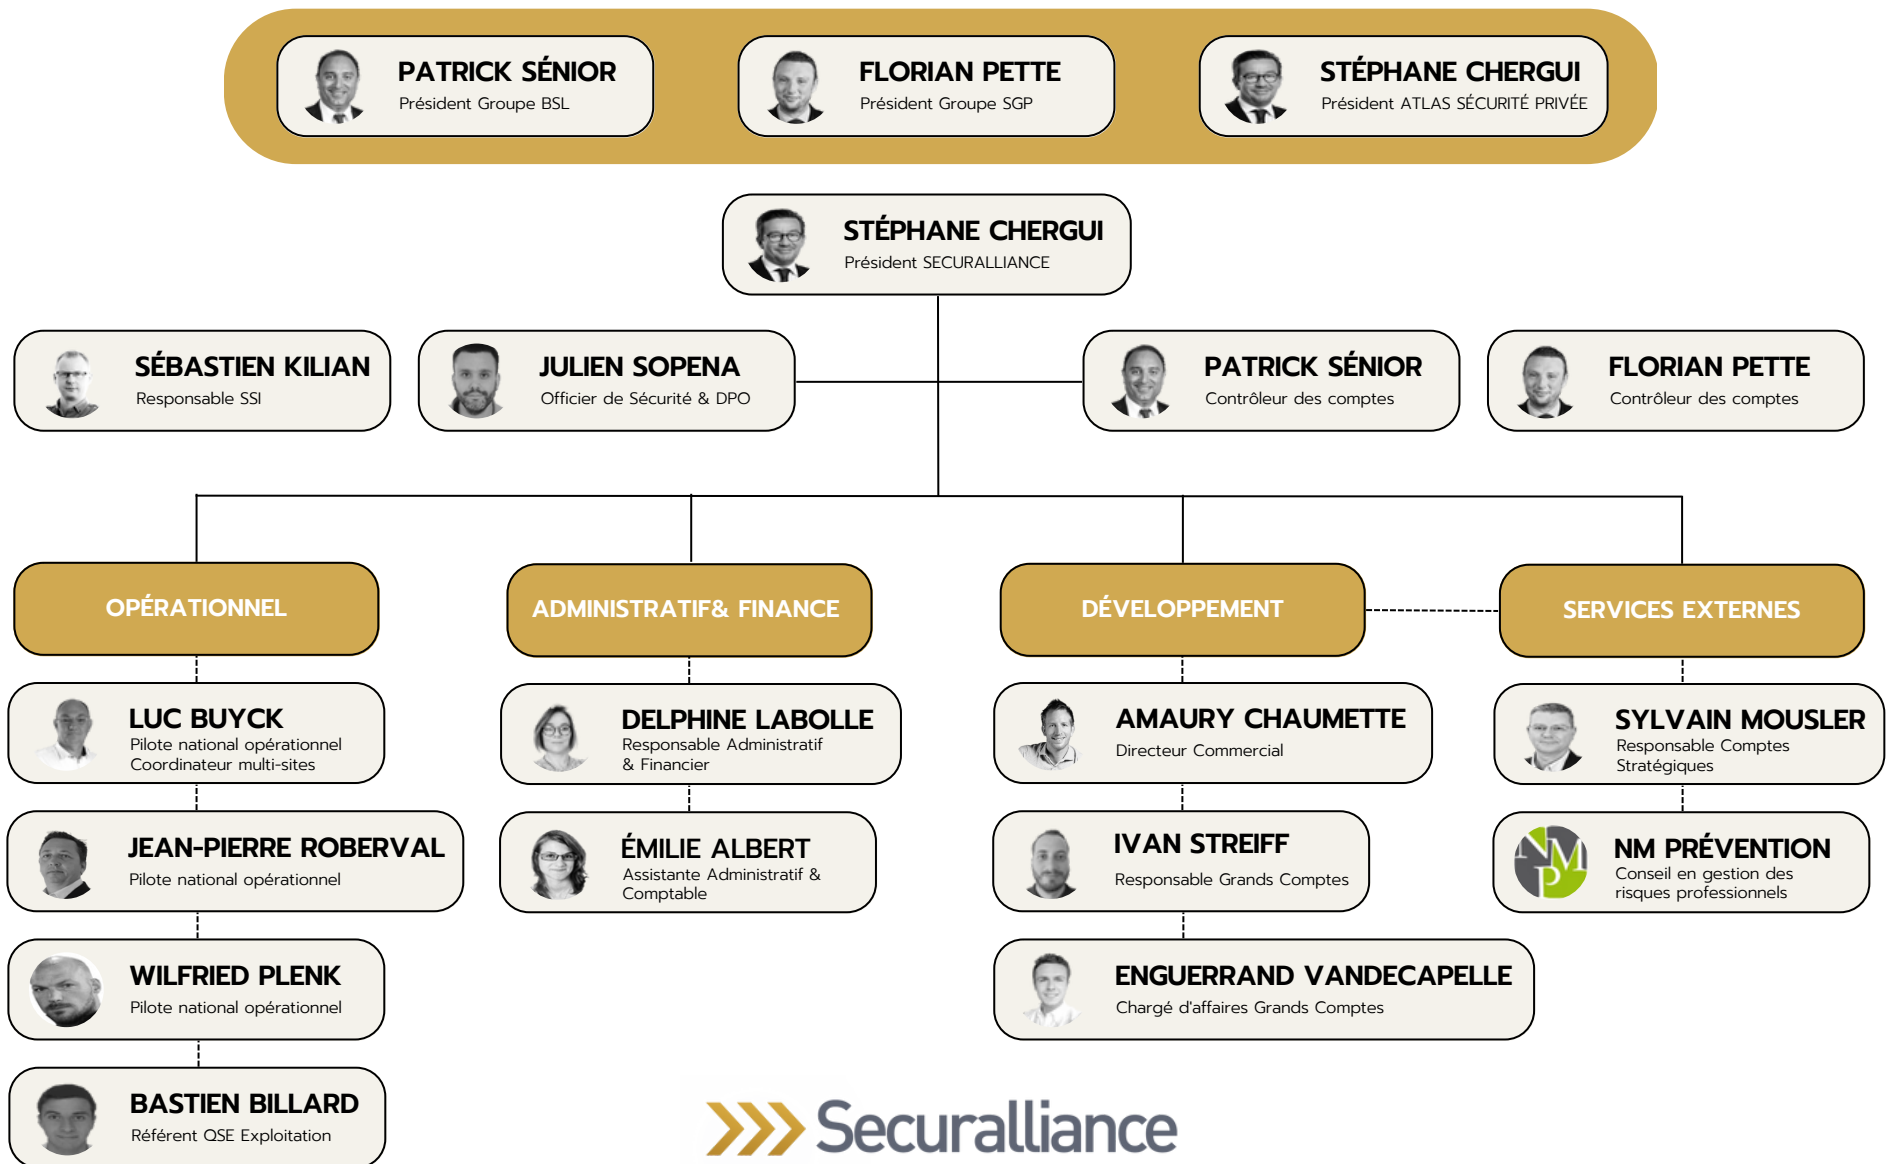 PATRICK SÉNIOR
Président Groupe BSL
FLORIAN PETTE
Président Groupe SGP
STÉPHANE CHERGUI
Président ATLAS SÉCURITÉ PRIVÉE
STÉPHANE CHERGUI
Président SECURALLIANCE
SÉBASTIEN KILIAN
Responsable SSI
JULIEN SOPENA
Officier de Sécurité & DPO
PATRICK SÉNIOR
Contrôleur des comptes
FLORIAN PETTE
Contrôleur des comptes
OPÉRATIONNEL
ADMINISTRATIF& FINANCE
DÉVELOPPEMENT
SERVICES EXTERNES
LUC BUYCK
Pilote national opérationnel
Coordinateur multi-sites
DELPHINE LABOLLE
Responsable Administratif
& Financier
AMAURY CHAUMETTE
Directeur Commercial
SYLVAIN MOUSLER
Responsable Comptes
Stratégiques
JEAN-PIERRE ROBERVAL
Pilote national opérationnel
ÉMILIE ALBERT
Assistante Administratif &
Comptable
IVAN STREIFF
Responsable Grands Comptes
NMP
NM PRÉVENTION
Conseil en gestion des
risques professionnels
WILFRIED PLENK
Pilote national opérationnel
ENGUERRAND VANDECAPELLE
Chargé d'affaires Grands Comptes
BASTIEN BILLARD
Référent QSE Exploitation
Securalliance